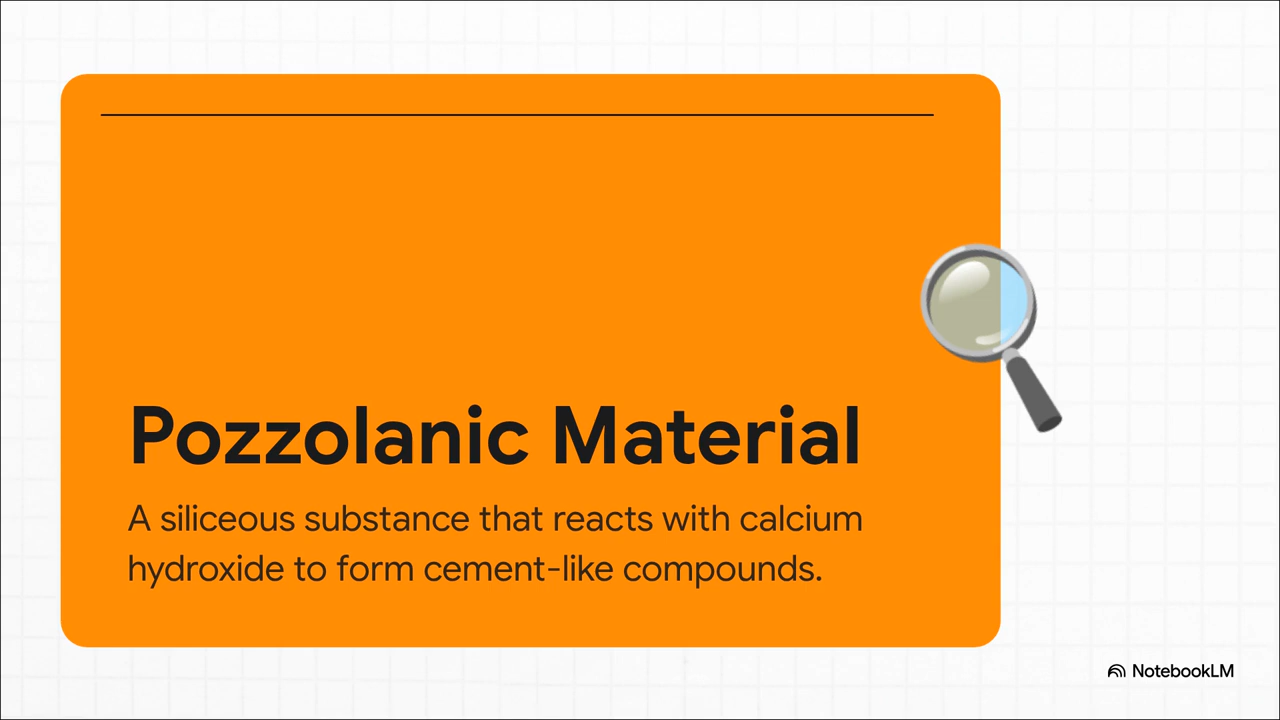 Pozzolanic Material
A siliceous substance that reacts with calcium
hydroxide to form cement-like compounds.
NotebookLM